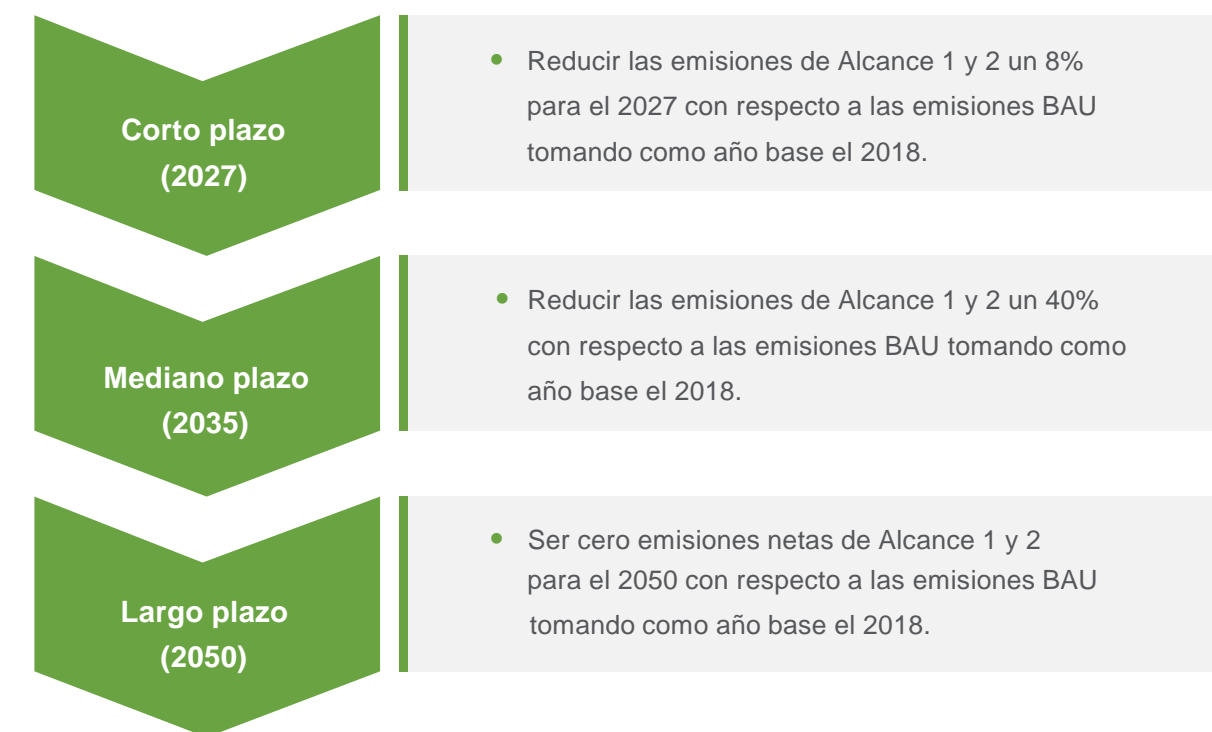 Corto plazo
(2027)
• Reducir las emisiones de Alcance 1 y 2 un 8%
para el 2027 con respecto a las emisiones BAU
tomando como año base el 2018.
Mediano plazo
(2035)
• Reducir las emisiones de Alcance 1 y 2 un 40%
con respecto a las emisiones BAU tomando como
año base el 2018.
Largo plazo
(2050)
• Ser cero emisiones netas de Alcance 1 y 2
para el 2050 con respecto a las emisiones BAU
tomando como año base el 2018.